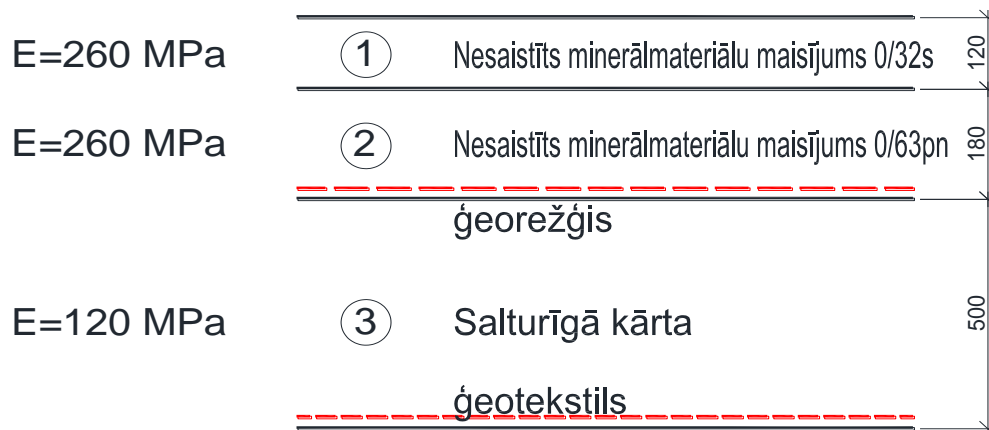 E=260 MPa 1 Nesaistīts minerālmateriālu maisījums 0/32s 120
E=260 MPa 2 Nesaistīts minerālmateriālu maisījums 0/63pn 180
ģeorežģis
E=120 MPa 3 Salturīgā kārta 500
ģeotekstils